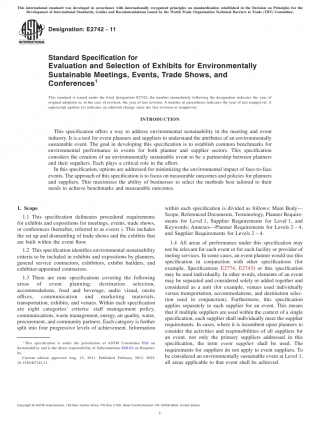 This international standard was developed in accordance with internationally recognized principles on standardization established in the Decision on Principles for the
Development of International Standards, Guides and Recommendations issued by the World Trade Organization Technical Barriers to Trade (TBT) Committee.
Designation: E2742 - 11
Standard Specification for
Evaluation and Selection of Exhibits for Environmentally
Sustainable Meetings, Events, Trade Shows, and
Conferences¹
This standard is issued under the fixed designation E2742; the number immediately following the designation indicates the year of
original adoption or, in the case of revision, the year of last revision. A number in parentheses indicates the year of last reapproval. A
superscript epsilon (ε) indicates an editorial change since the last revision or reapproval.
INTRODUCTION
This specification offers a way to address environmental sustainability in the meeting and event
industry. It is a tool for event planners and suppliers to understand the attributes of an environmentally
sustainable event. The goal in developing this specification is to establish common benchmarks for
environmental performance in events for both planner and supplier sectors. This specification
considers the creation of an environmentally sustainable event to be a partnership between planners
and their suppliers. Each plays a critical role in the effort.
In this specification, options are addressed for minimizing the internal impacts of face-to-face
events. The approach of this specification is to focus on measurable outcomes and policies for planners
and suppliers. This maximizes the ability of businesses to select the methods best tailored to their
needs to achieve benchmarks and measurable outcomes.
1. Scope
1.1 This specification delineates procedural requirements
for exhibits and expositions for meetings, events, trade shows,
or conferences (hereafter, referred to as events ). This includes
the set up and dismantling of trade shows and the exhibits that
are built within the event floor.
1.2 This specification identifies environmental sustainability
criteria to be included in exhibits and expositions by planners,
general service contractors, exhibitors, exhibit builders, and
exhibitor-appointed contractors.
1.3 There are nine specifications covering the following
areas of event planning: destination selection,
accommodations, food and beverage, audio visual, onsite
offices, communication and marketing materials,
transportation, exhibits, and venues. Within each specification
are eight categories' criteria: staff management policy,
communications, waste management, energy, air quality, water,
procurement, and community partners. Each category is further
split into four progressive levels of achievement. Information
¹ This specification is under the jurisdiction of ASTM Committee E60 on
Sustainability and is the direct responsibility of Subcommittee E60.02 on Hospital-
ity.
Current edition approved Aug. 15, 2011. Published February 2012. DOI:
10.1520/E2742-11.
within each specification is divided as follows: Main Body—
Scope, Referenced Documents, Terminology, Planner Require-
ments for Level 1, Supplier Requirements for Level 1, and
Keywords; Annexes—Planner Requirements for Levels 2 – 4,
and Supplier Requirements for Levels 2 – 4.
1.4 All areas of performance under this specification may
not be relevant for each event or for each facility or provider of
meeting services. In some cases, an event planner would use this
specification in conjunction with other specifications (for
example, Specifications E2774, E2743) or this specification
may be used individually. In other words, elements of an event
may be separated and considered solely or added together and
considered as a unit (for example, venues used individually
versus transportation, accommodations, and destination selec-
tion used in conjunction). Furthermore, this specification
applies separately to each supplier for an event. This means
that if multiple suppliers are used within the context of a single
specification, each supplier shall individually meet the supplier
requirements. In cases, where it is incumbent upon planners to
consider the activities and responsibilities of all suppliers for
an event, not only the primary suppliers addressed in this
specification, the term event supplier shall be used. The
requirements for suppliers do not apply to event suppliers. To
be considered an environmentally sustainable event at Level 1,
all areas applicable to that event shall be achieved.
Copyright © ASTM International, 100 Barr Harbor Drive, PO Box C700, West Conshohocken, PA 19428-2959. United States
1